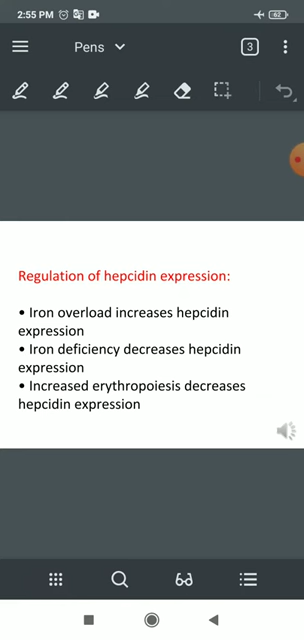 2:55 PM
62
Pens
3
Regulation of hepcidin expression:
• Iron overload increases hepcidin
expression
• Iron deficiency decreases hepcidin
expression
• Increased erythropoiesis decreases
hepcidin expression